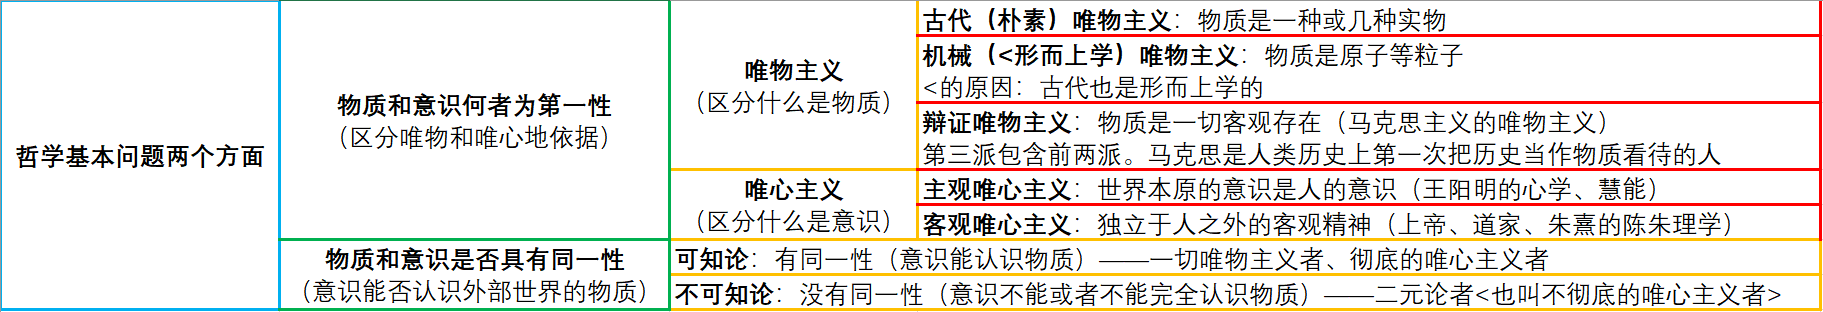 哲学基本问题两个方面
物质和意识何者为第一性
（区分唯物和唯心地依据）
唯物主义
（区分什么是物质）
古代（朴素）唯物主义：物质是一种或几种实物
机械（<形而上学）唯物主义：物质是原子等粒子
<的原因：古代也是形而上学的
辩证唯物主义：物质是一切客观存在（马克思主义的唯物主义）
第三派包含前两派。马克思是人类历史上第一次把历史当作物质看待的人
唯心主义
（区分什么是意识）
主观唯心主义：世界本原的意识是人的意识（王阳明的心学、慧能）
客观唯心主义：独立于人之外的客观精神（上帝、道家、朱熹的陈朱理学）
物质和意识是否具有同一性
（意识能否认识外部世界的物质）
可知论：有同一性（意识能认识物质）——一切唯物主义者、彻底的唯心主义者
不可知论：没有同一性（意识不能或者不能完全认识物质）——二元论者<也叫不彻底的唯心主义者>